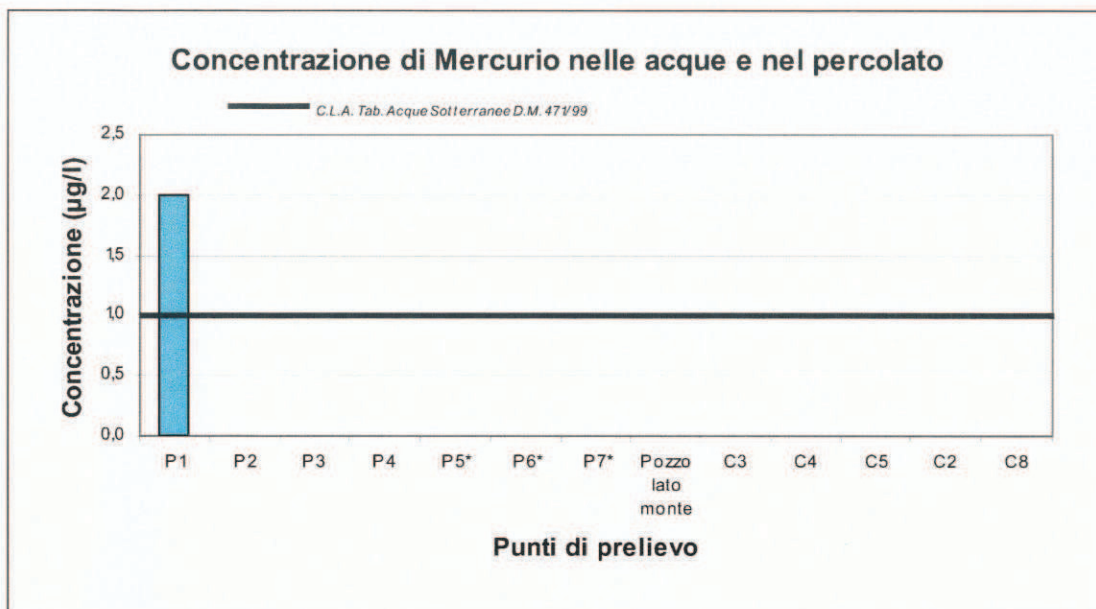 Concentrazione di Mercurio nelle acque e nel percolato
C.L.A. Tab. Acque Sotterranee D.M. 471/99
Concentrazione (µg/l)
2,5
2,0
1,5
1,0
0,5
0,0
P1 P2 P3 P4 P5* P6* P7* Pozzo lato monte C3 C4 C5 C2 C8
Punti di prelievo